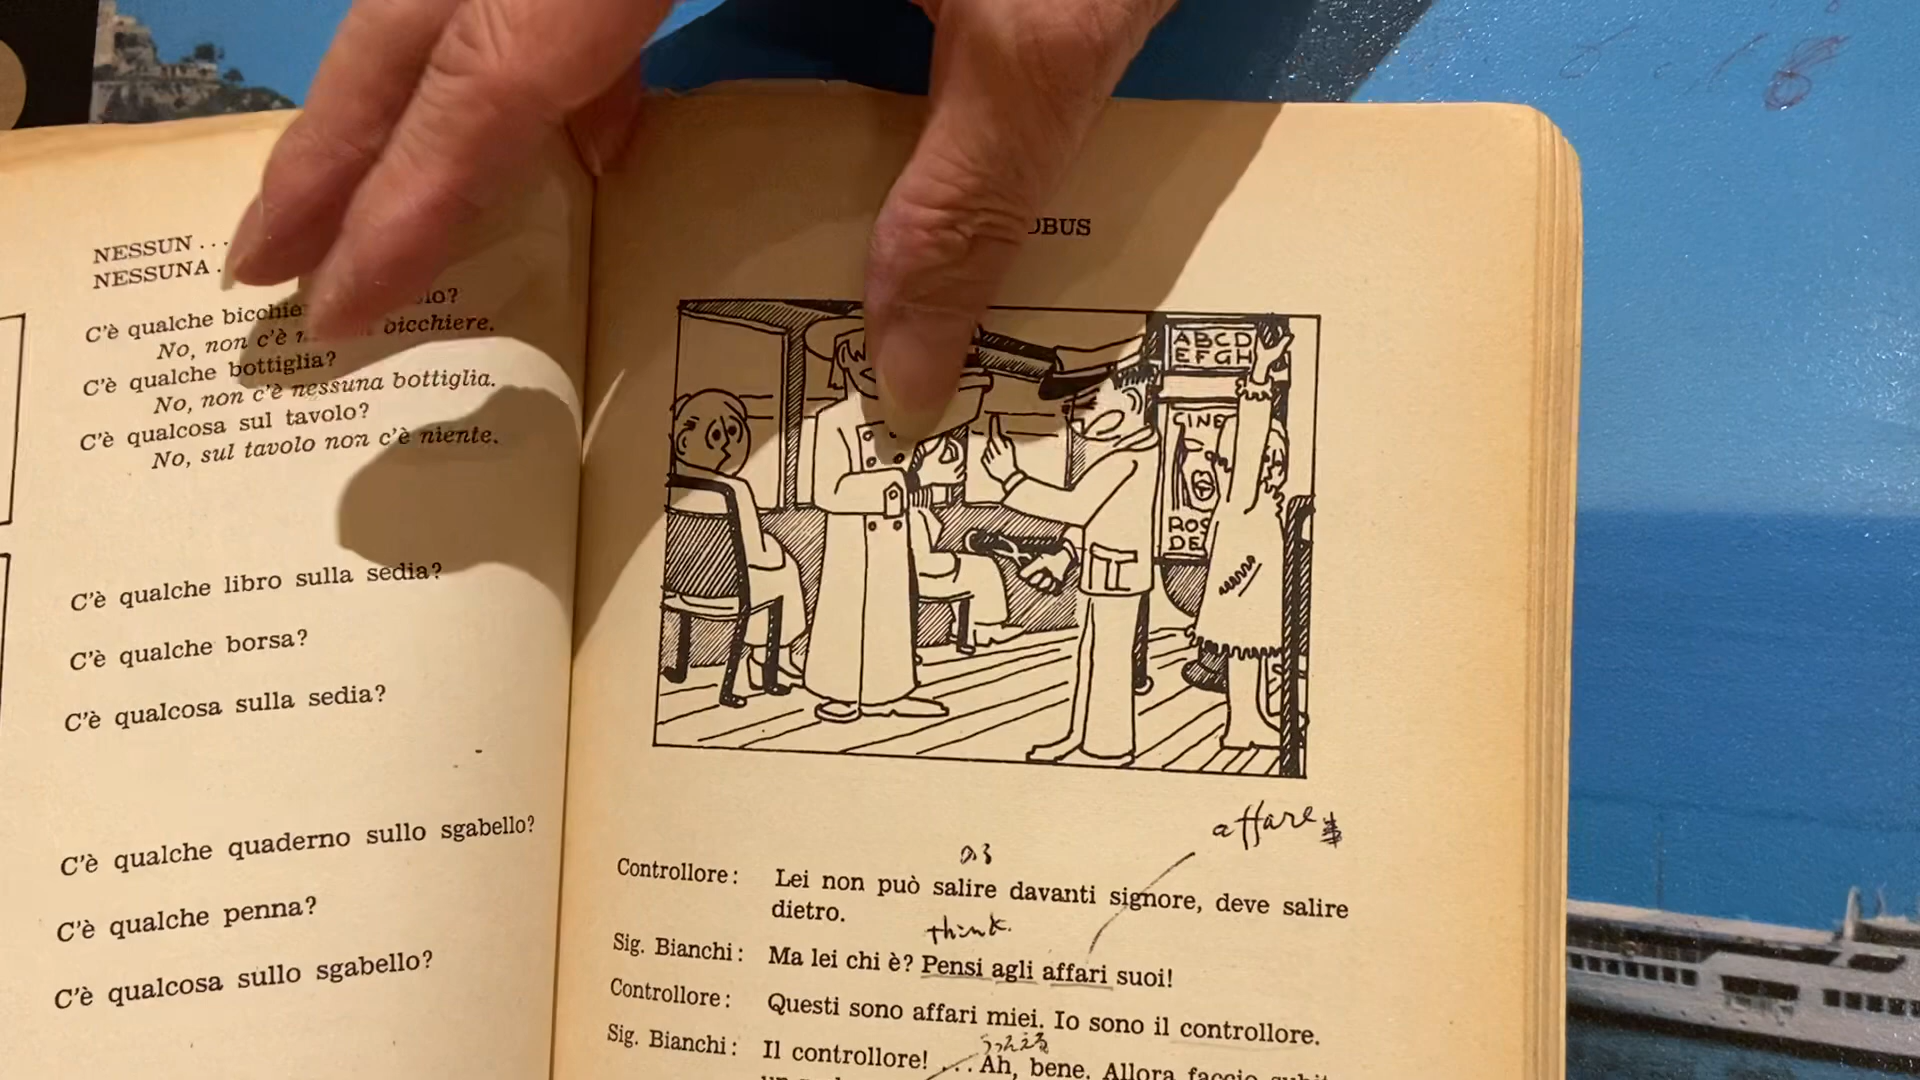 NESSUN ...
NESSUNA .
C'è qualche
No, non c'è bicchiere.
C'è qualche bottiglia?
No, non c'è nessuna bottiglia.
C'è qualcosa sul tavolo?
No, sul tavolo non c'è niente.
C'è qualche libro sulla sedia?
C'è qualche borsa?
C'è qualcosa sulla sedia?
C'è qualche quaderno sullo sgabello?
C'è qualche penna?
C'è qualcosa sullo sgabello?
OBUS
ABCD
EFGH
CINE
ROS
DE
affare
のる
Controllore: Lei non può salire davanti signore, deve salire
dietro.
think.
Sig. Bianchi: Ma lei chi è? Pensi agli affari suoi!
Controllore: Questi sono affari miei. Io sono il controllore.
Sig. Bianchi: Il controllore! ... Ah, bene. Allora faccio